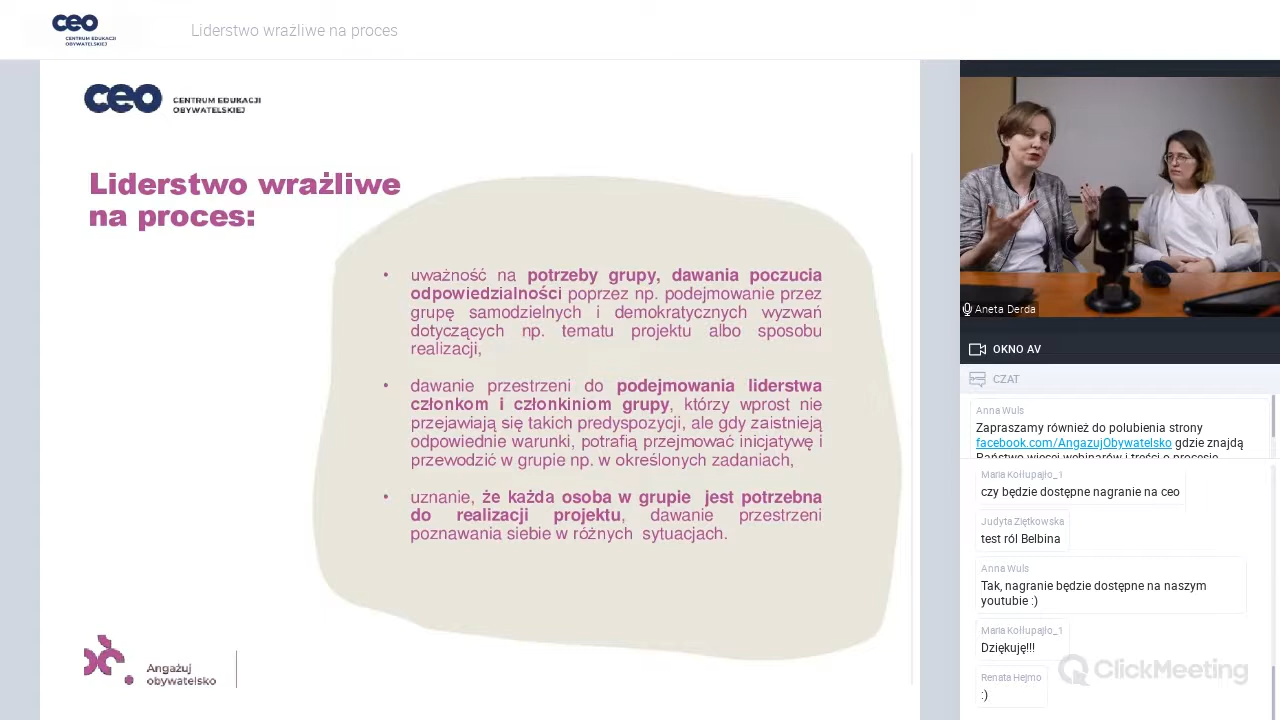 ceo
CENTRUM EDUKACJI
OBYWATELSKIEJ
Liderstwo wrażliwe na proces
ceo
CENTRUM EDUKACJI
OBYWATELSKIEJ
Liderstwo wrażliwe
na proces:
• uważność na potrzeby grupy, dawania poczucia
odpowiedzialności poprzez np. podejmowanie przez
grupę samodzielnych i demokratycznych wyzwań
dotyczących np. tematu projektu albo sposobu
realizacji,
• dawanie przestrzeni do podejmowania liderstwa
członkom i członkiniom grupy, którzy wprost nie
przejawiają się takich predyspozycji, ale gdy zaistnieją
odpowiednie warunki, potrafią przejmować inicjatywę i
przewodzić w grupie np. w określonych zadaniach,
• uznanie, że każda osoba w grupie jest potrzebna
do realizacji projektu, dawanie przestrzeni
poznawania siebie w różnych sytuacjach.
Angażuj
obywatelsko
Aneta Derda
OKNO AV
CZAT
Anna Wuls
Zapraszamy również do polubienia strony
facebook.com/AngazujObywatelsko gdzie znajdą
Państwo więcej webinarów i treści o procesie
Maria Kołłupajło_1
czy będzie dostępne nagranie na ceo
Judyta Ziętkowska
test ról Belbina
Anna Wuls
Tak, nagranie będzie dostępne na naszym
youtubie :)
Maria Kołłupajło_1
Dziękuję!!!
Renata Hejmo
:)
ClickMeeting